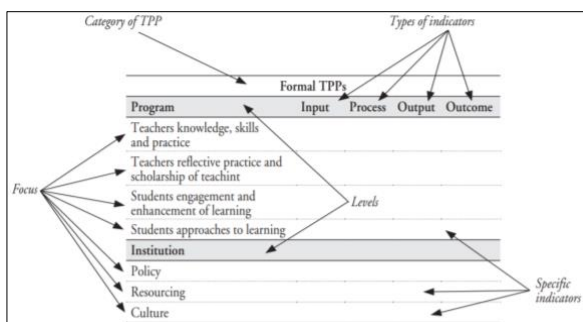 Category of TPP
Types of indicators
Formal TPPs
Program Input Process Output Outcome
Teachers knowledge, skills
and practice
Teachers reflective practice and
scholarship of teachint
Focus
Students engagement and
enhancement of learning
Levels
Students approaches to learning
Institution
Policy
Resourcing
Specific
indicators
Culture